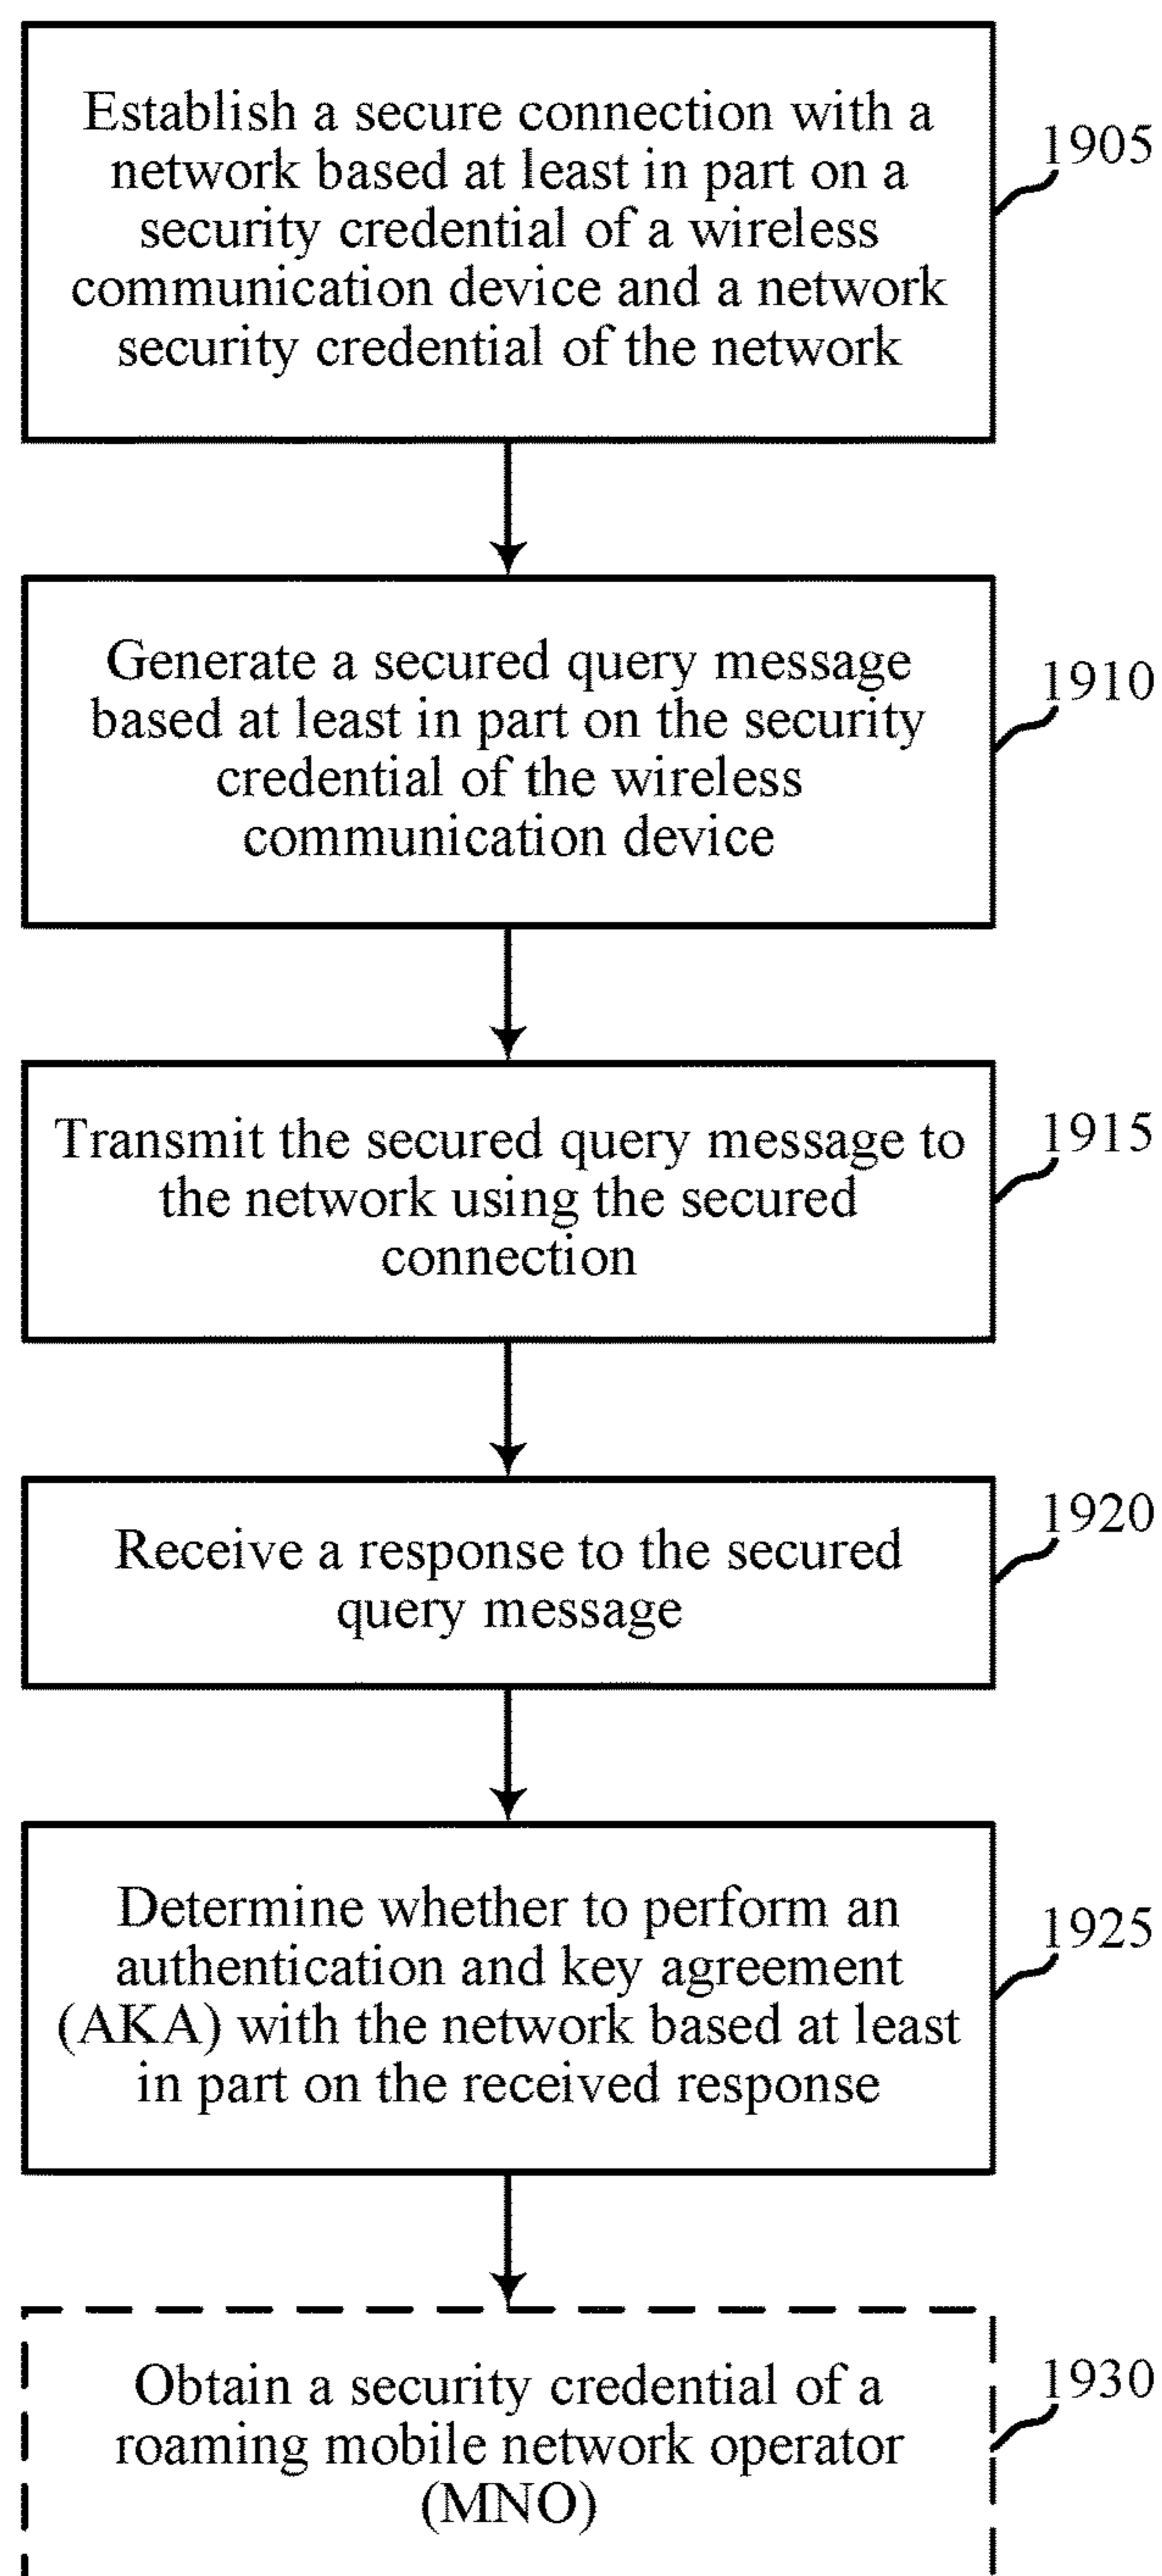 Establish a secure connection with a
network based at least in part on a
security credential of a wireless
communication device and a network
security credential of the network
1905
Generate a secured query message
based at least in part on the security
credential of the wireless
communication device
1910
Transmit the secured query message to
the network using the secured
connection
1915
Receive a response to the secured
query message
1920
Determine whether to perform an
authentication and key agreement
(AKA) with the network based at least
in part on the received response
1925
Obtain a security credential of a
roaming mobile network operator
(MNO)
1930